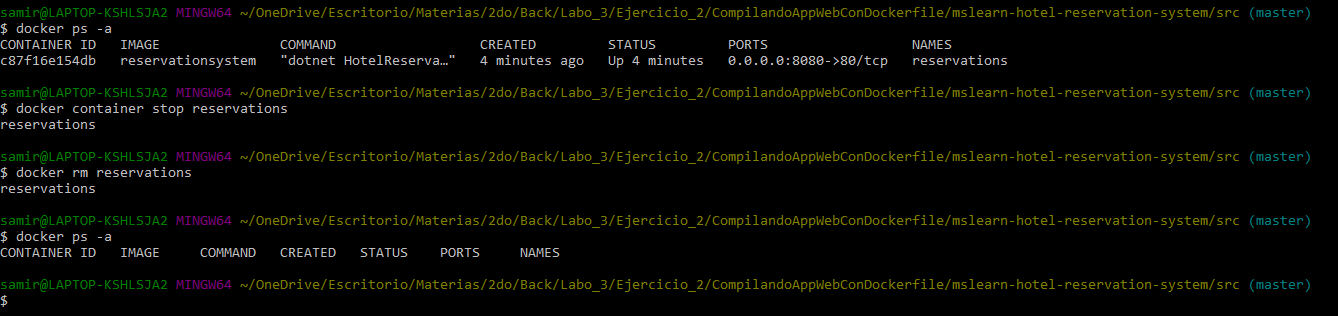 samir@LAPTOP-KSHLSJA2 MINGW64 ~/OneDrive/Escritorio/Materias/2do/Back/Labo_3/Ejercicio_2/CompilandoAppWebConDockerfile/mslearn-hotel-reservation-system/src (master)
$ docker ps -a
CONTAINER ID   IMAGE               COMMAND                  CREATED         STATUS         PORTS                  NAMES
c87f16e154db   reservationsystem   "dotnet HotelReserva…"   4 minutes ago   Up 4 minutes   0.0.0.0:8080->80/tcp   reservations
samir@LAPTOP-KSHLSJA2 MINGW64 ~/OneDrive/Escritorio/Materias/2do/Back/Labo_3/Ejercicio_2/CompilandoAppWebConDockerfile/mslearn-hotel-reservation-system/src (master)
$ docker container stop reservations
reservations
samir@LAPTOP-KSHLSJA2 MINGW64 ~/OneDrive/Escritorio/Materias/2do/Back/Labo_3/Ejercicio_2/CompilandoAppWebConDockerfile/mslearn-hotel-reservation-system/src (master)
$ docker rm reservations
reservations
samir@LAPTOP-KSHLSJA2 MINGW64 ~/OneDrive/Escritorio/Materias/2do/Back/Labo_3/Ejercicio_2/CompilandoAppWebConDockerfile/mslearn-hotel-reservation-system/src (master)
$ docker ps -a
CONTAINER ID   IMAGE     COMMAND   CREATED   STATUS    PORTS     NAMES
samir@LAPTOP-KSHLSJA2 MINGW64 ~/OneDrive/Escritorio/Materias/2do/Back/Labo_3/Ejercicio_2/CompilandoAppWebConDockerfile/mslearn-hotel-reservation-system/src (master)
$